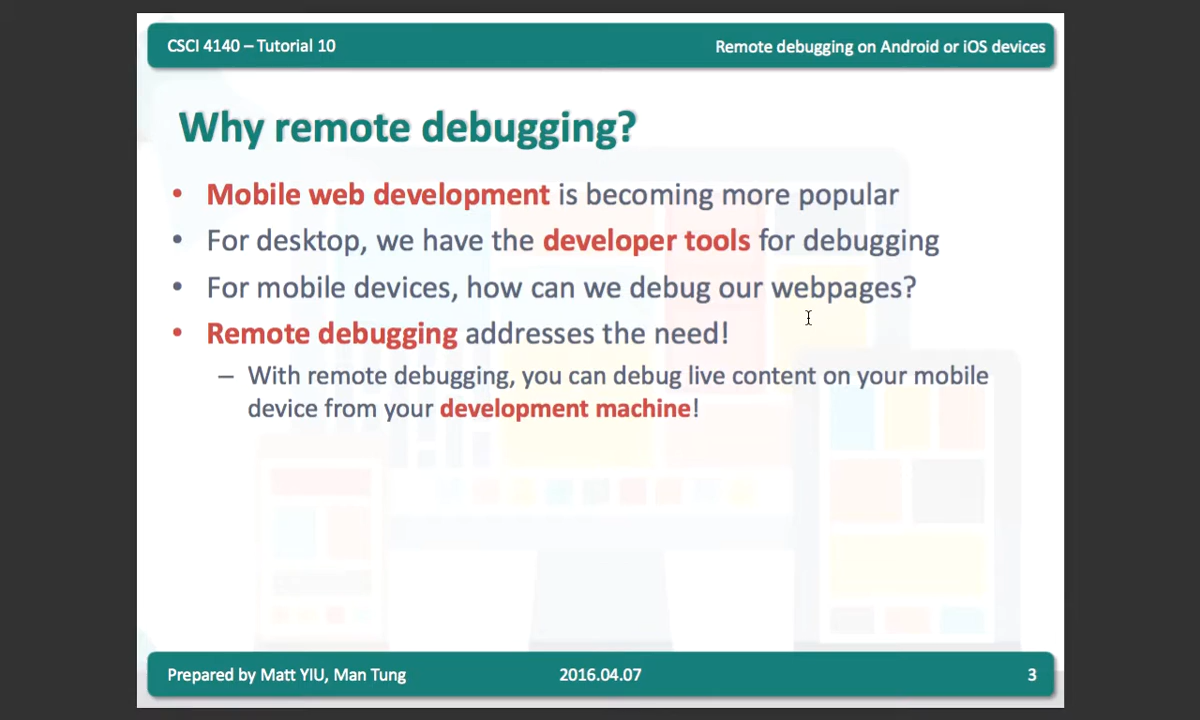 CSCI 4140 – Tutorial 10
Remote debugging on Android or iOS devices
Why remote debugging?
• Mobile web development is becoming more popular
• For desktop, we have the developer tools for debugging
• For mobile devices, how can we debug our webpages?
• Remote debugging addresses the need!
– With remote debugging, you can debug live content on your mobile
device from your development machine!
Prepared by Matt YIU, Man Tung
2016.04.07
3